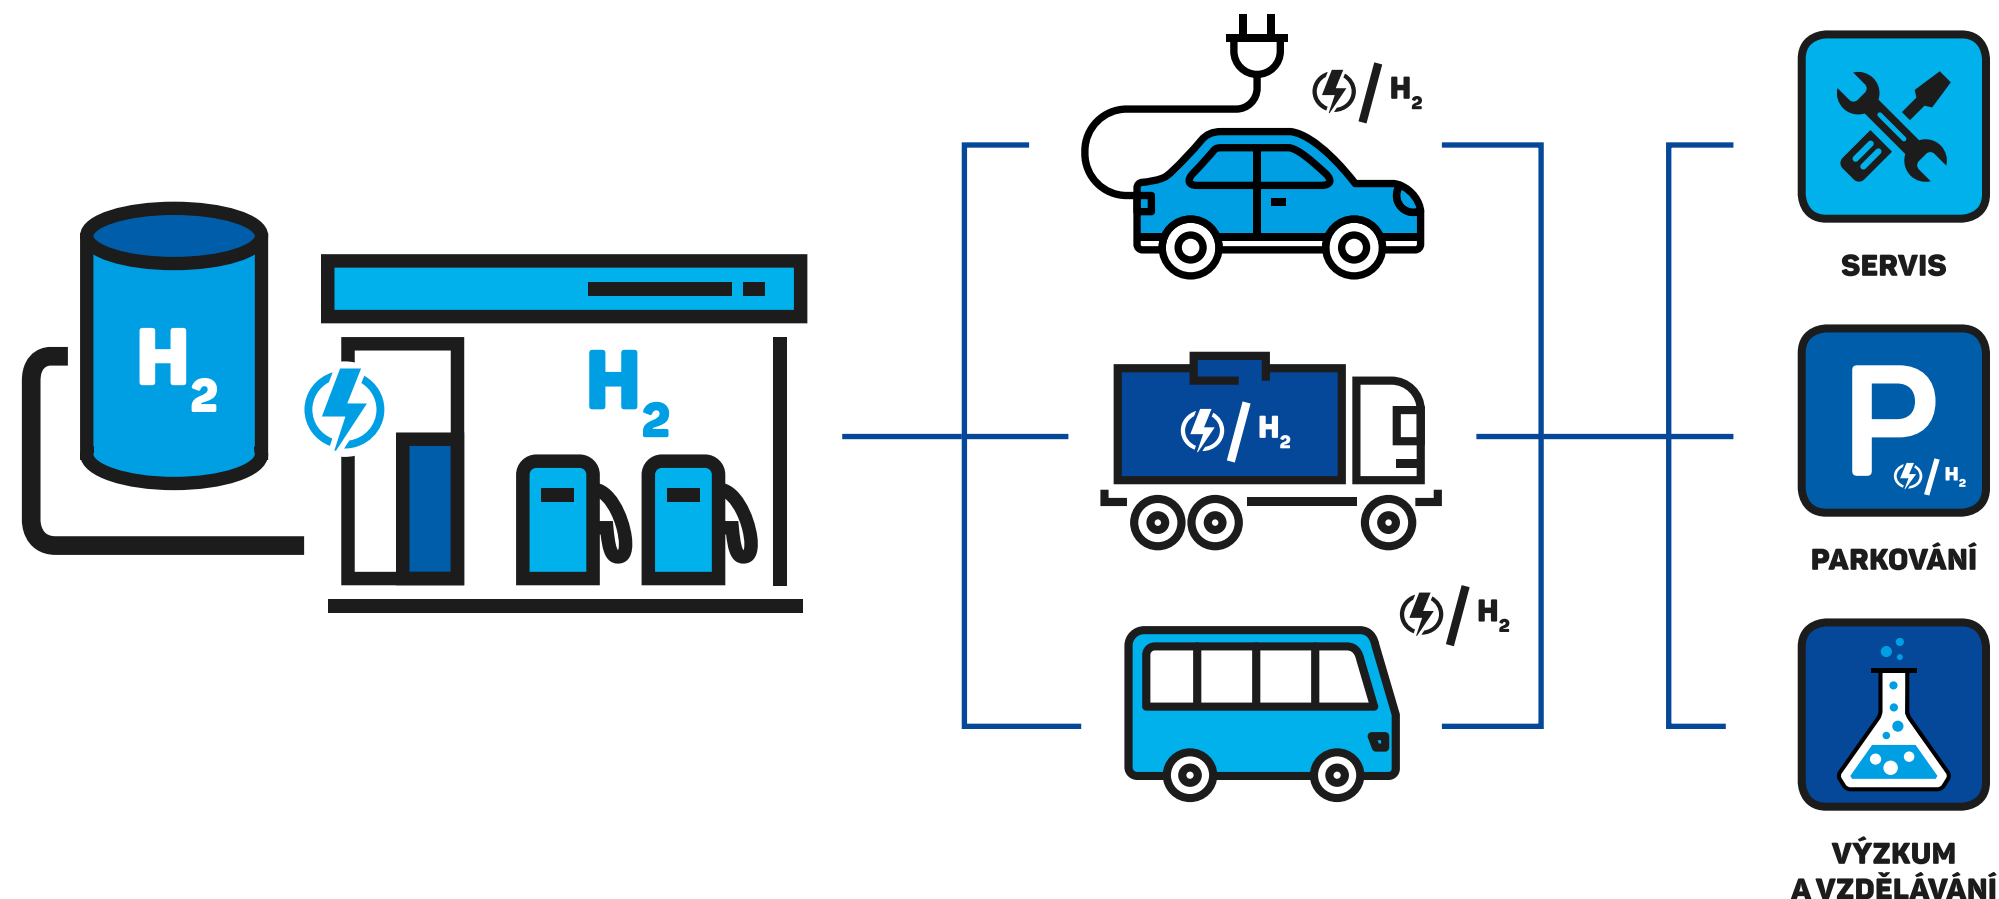 H2
H2
/ H2
/ H2
/ H2
SERVIS
P
/ H2
PARKOVÁNÍ
VÝZKUM
A VZDĚLÁVÁNÍ